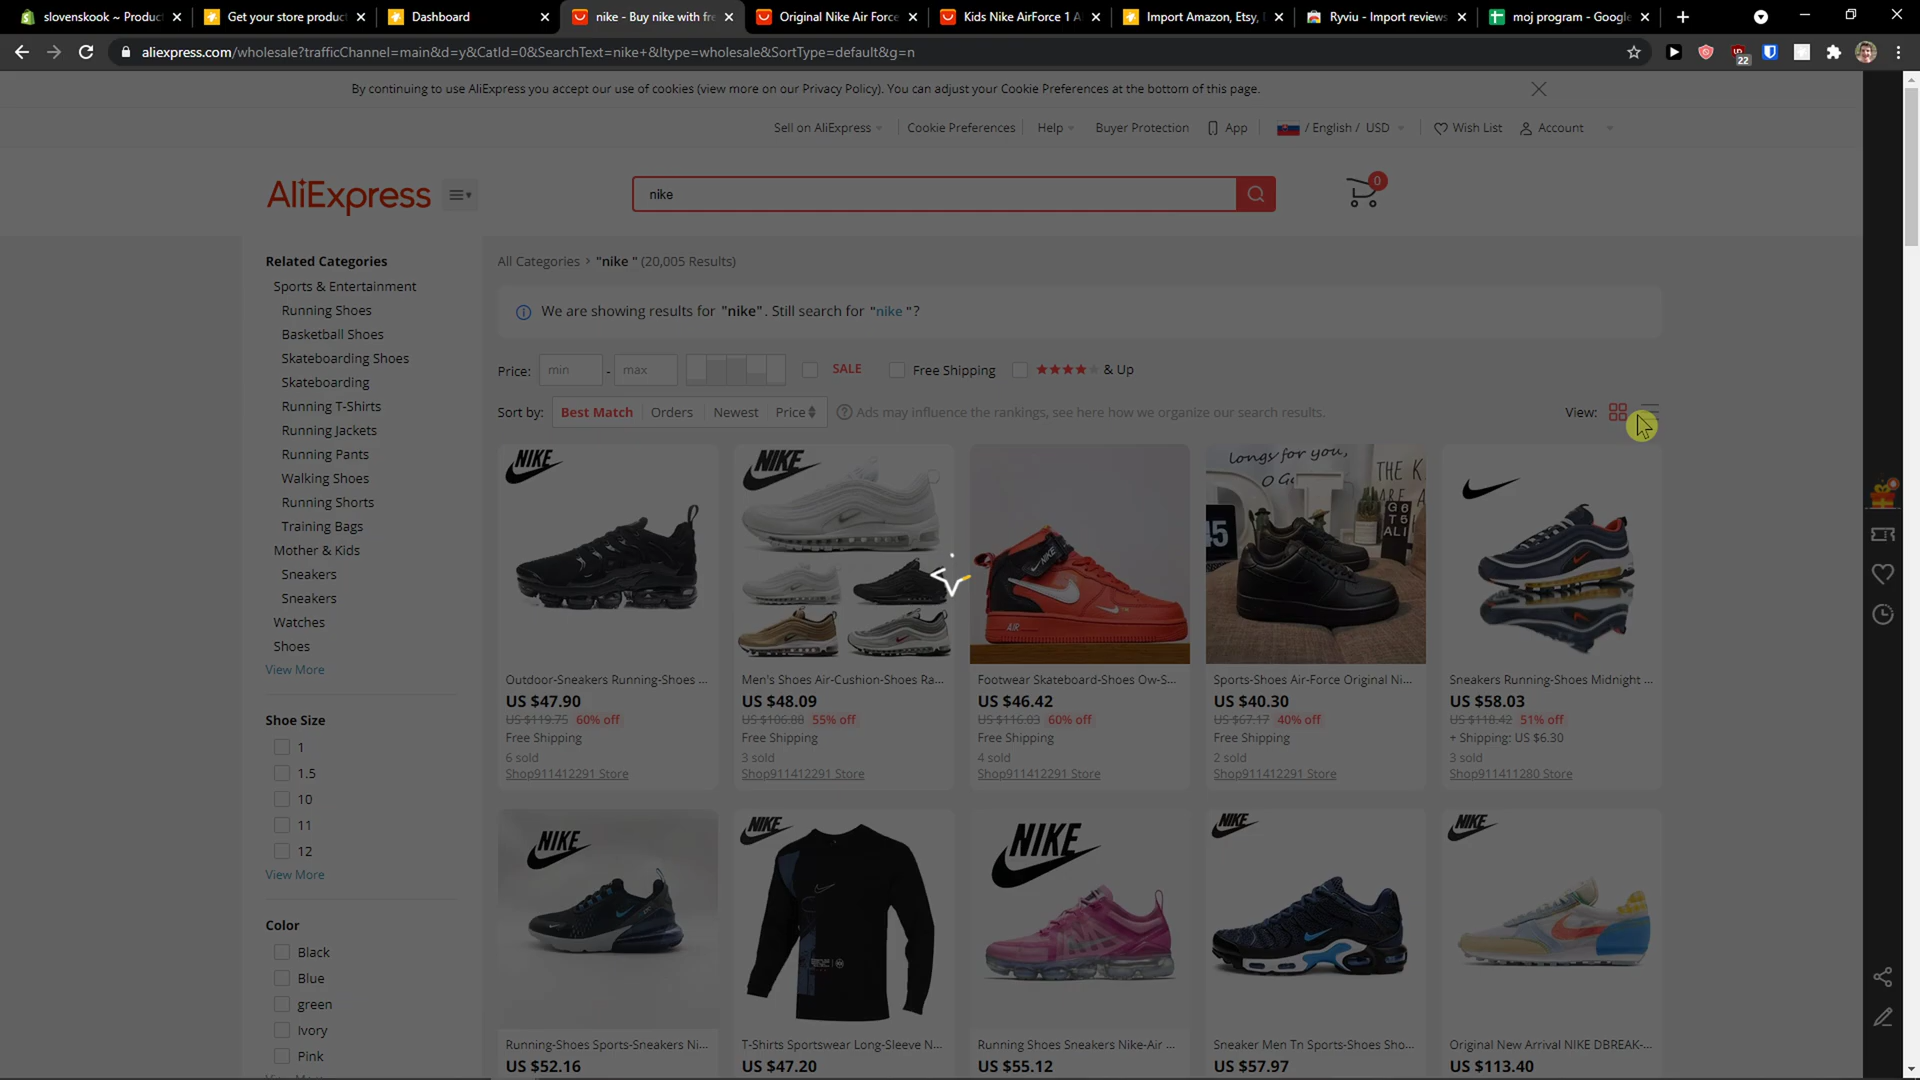 slovenskook ~ Produc
Get your store product
Dashboard
nike - Buy nike with fre
Original Nike Air Force
Kids Nike AirForce 1 A
Import Amazon, Etsy,
Ryviu - Import reviews
moj program - Google
aliexpress.com/wholesale?trafficChannel=main&d=y&CatId=0&SearchText=nike+&ltype=wholesale&SortType=default&g=n
22
By continuing to use AliExpress you accept our use of cookies (view more on our Privacy Policy). You can adjust your Cookie Preferences at the bottom of this page.
Sell on AliExpress
Cookie Preferences
Help
Buyer Protection
App
/ English / USD
Wish List
Account
AliExpress
nike
0
Related Categories
Sports & Entertainment
Running Shoes
Basketball Shoes
Skateboarding Shoes
Skateboarding
Running T-Shirts
Running Jackets
Running Pants
Walking Shoes
Running Shorts
Training Bags
Mother & Kids
Sneakers
Sneakers
Watches
Shoes
View More
Shoe Size
1
1.5
10
11
12
View More
Color
Black
Blue
green
Ivory
Pink
All Categories > "nike " (20,005 Results)
We are showing results for "nike". Still search for "nike "?
Price: min - max SALE Free Shipping & Up
Sort by: Best Match Orders Newest Price Ads may influence the rankings, see here how we organize our search results. View:
NIKE
Outdoor-Sneakers Running-Shoes ...
US $47.90
US $119.75 60% off
Free Shipping
6 sold
Shop911412291 Store
NIKE
Men's Shoes Air-Cushion-Shoes Ra...
US $48.09
US $106.88 55% off
Free Shipping
3 sold
Shop911412291 Store
NIKE
AIR
Footwear Skateboard-Shoes Ow-S...
US $46.42
US $116.03 60% off
Free Shipping
4 sold
Shop911412291 Store
longs for you,
THE K
45
G 6
T 5
ALI
Sports-Shoes Air-Force Original Ni...
US $40.30
US $67.17 40% off
Free Shipping
2 sold
Shop911412291 Store
Sneakers Running-Shoes Midnight ...
US $58.03
US $118.42 51% off
+ Shipping: US $6.30
3 sold
Shop911411280 Store
NIKE
Running-Shoes Sports-Sneakers Ni...
US $52.16
NIKE
T-Shirts Sportswear Long-Sleeve N...
US $47.20
NIKE
Running Shoes Sneakers Nike-Air ...
US $55.12
NIKE
Sneaker Men Tn Sports-Shoes Sho...
US $57.97
NIKE
Original New Arrival NIKE DBREAK-...
US $113.40